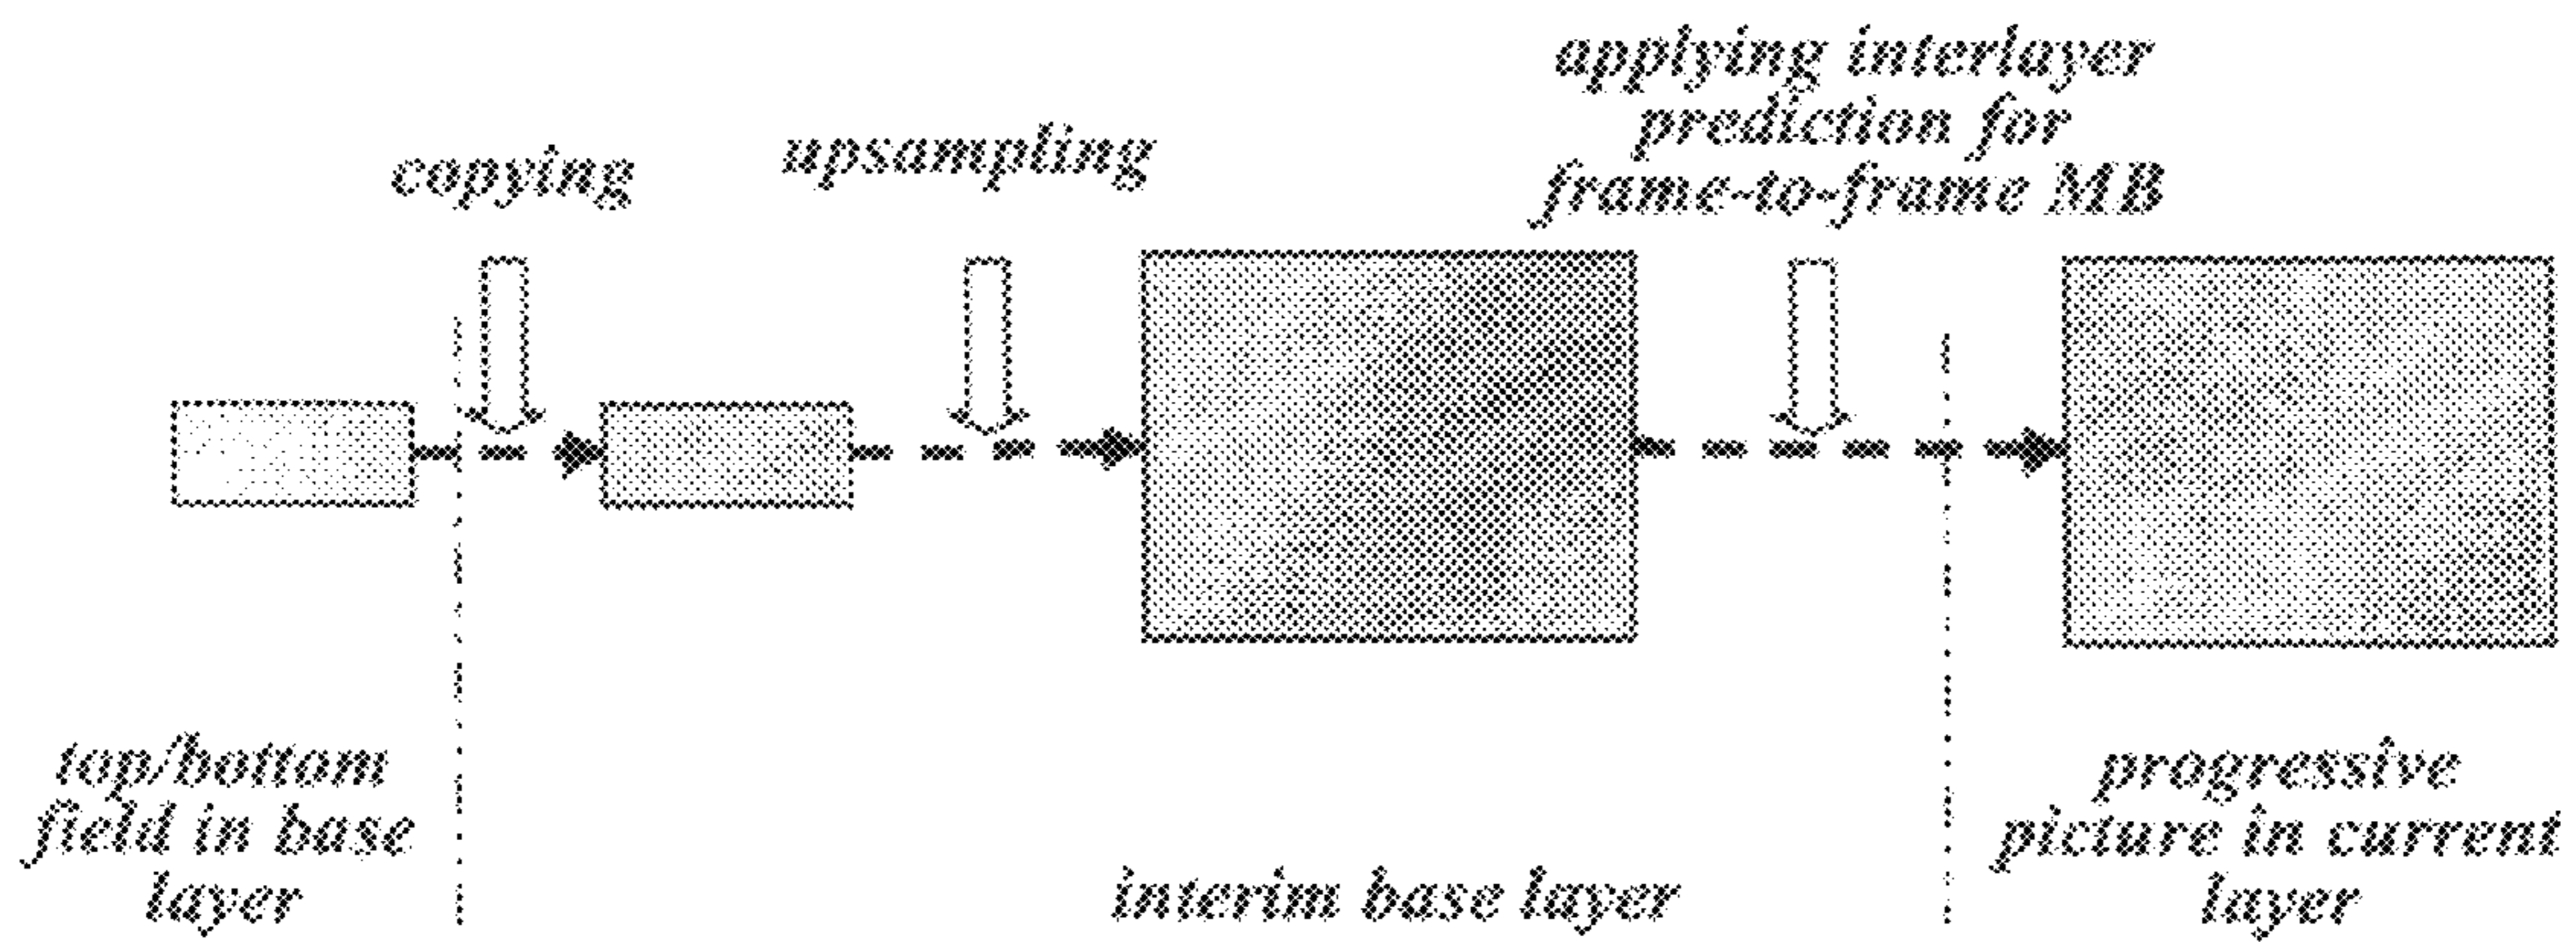 copying
upsampling
applying interlayer
prediction for
frame-to-frame MB
top/bottom
field in base
layer
interim base layer
progressive
picture in current
layer